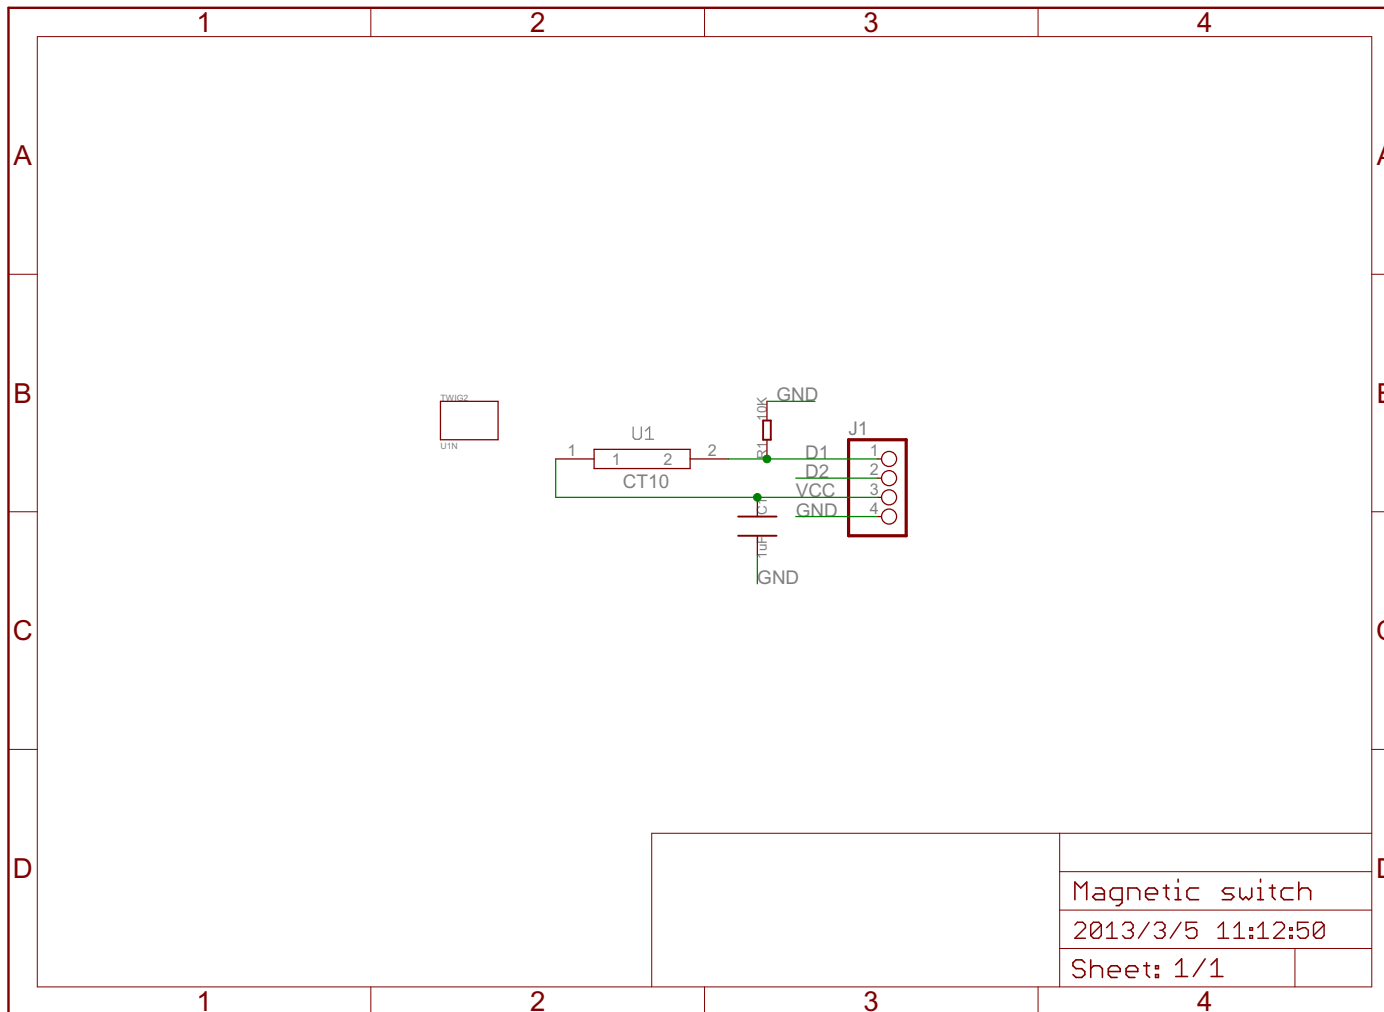 1 2 3 4
A A
B B
C C
D D
TWIG2
U1N
U1
1 1 2 2
CT10
GND
10K
R1
J1
D1 1
D2 2
VCC 3
GND 4
C1
1uF
GND
Magnetic switch
2013/3/5 11:12:50
Sheet: 1/1
1 2 3 4